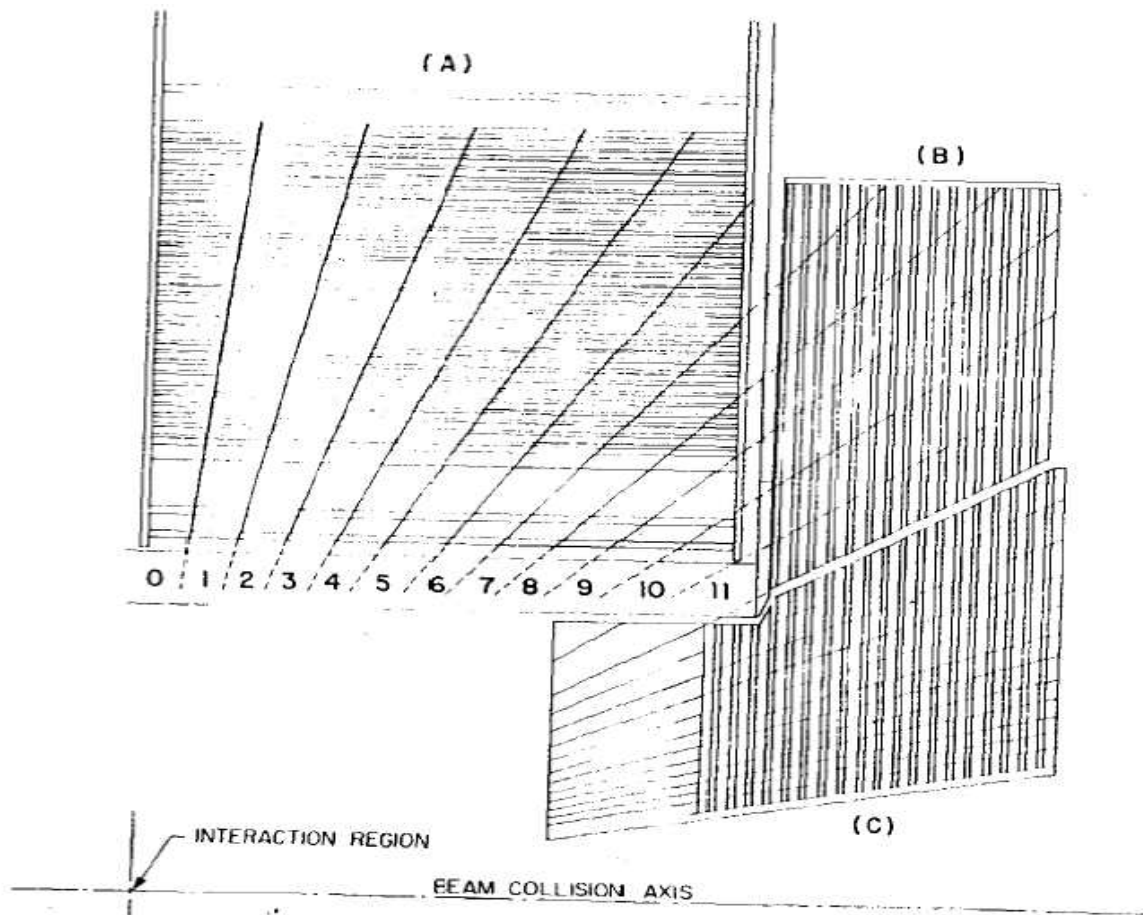 (A)
(B)
0 1 2 3 4 5 6 7 8 9 10 11
(C)
INTERACTION REGION
BEAM COLLISION AXIS